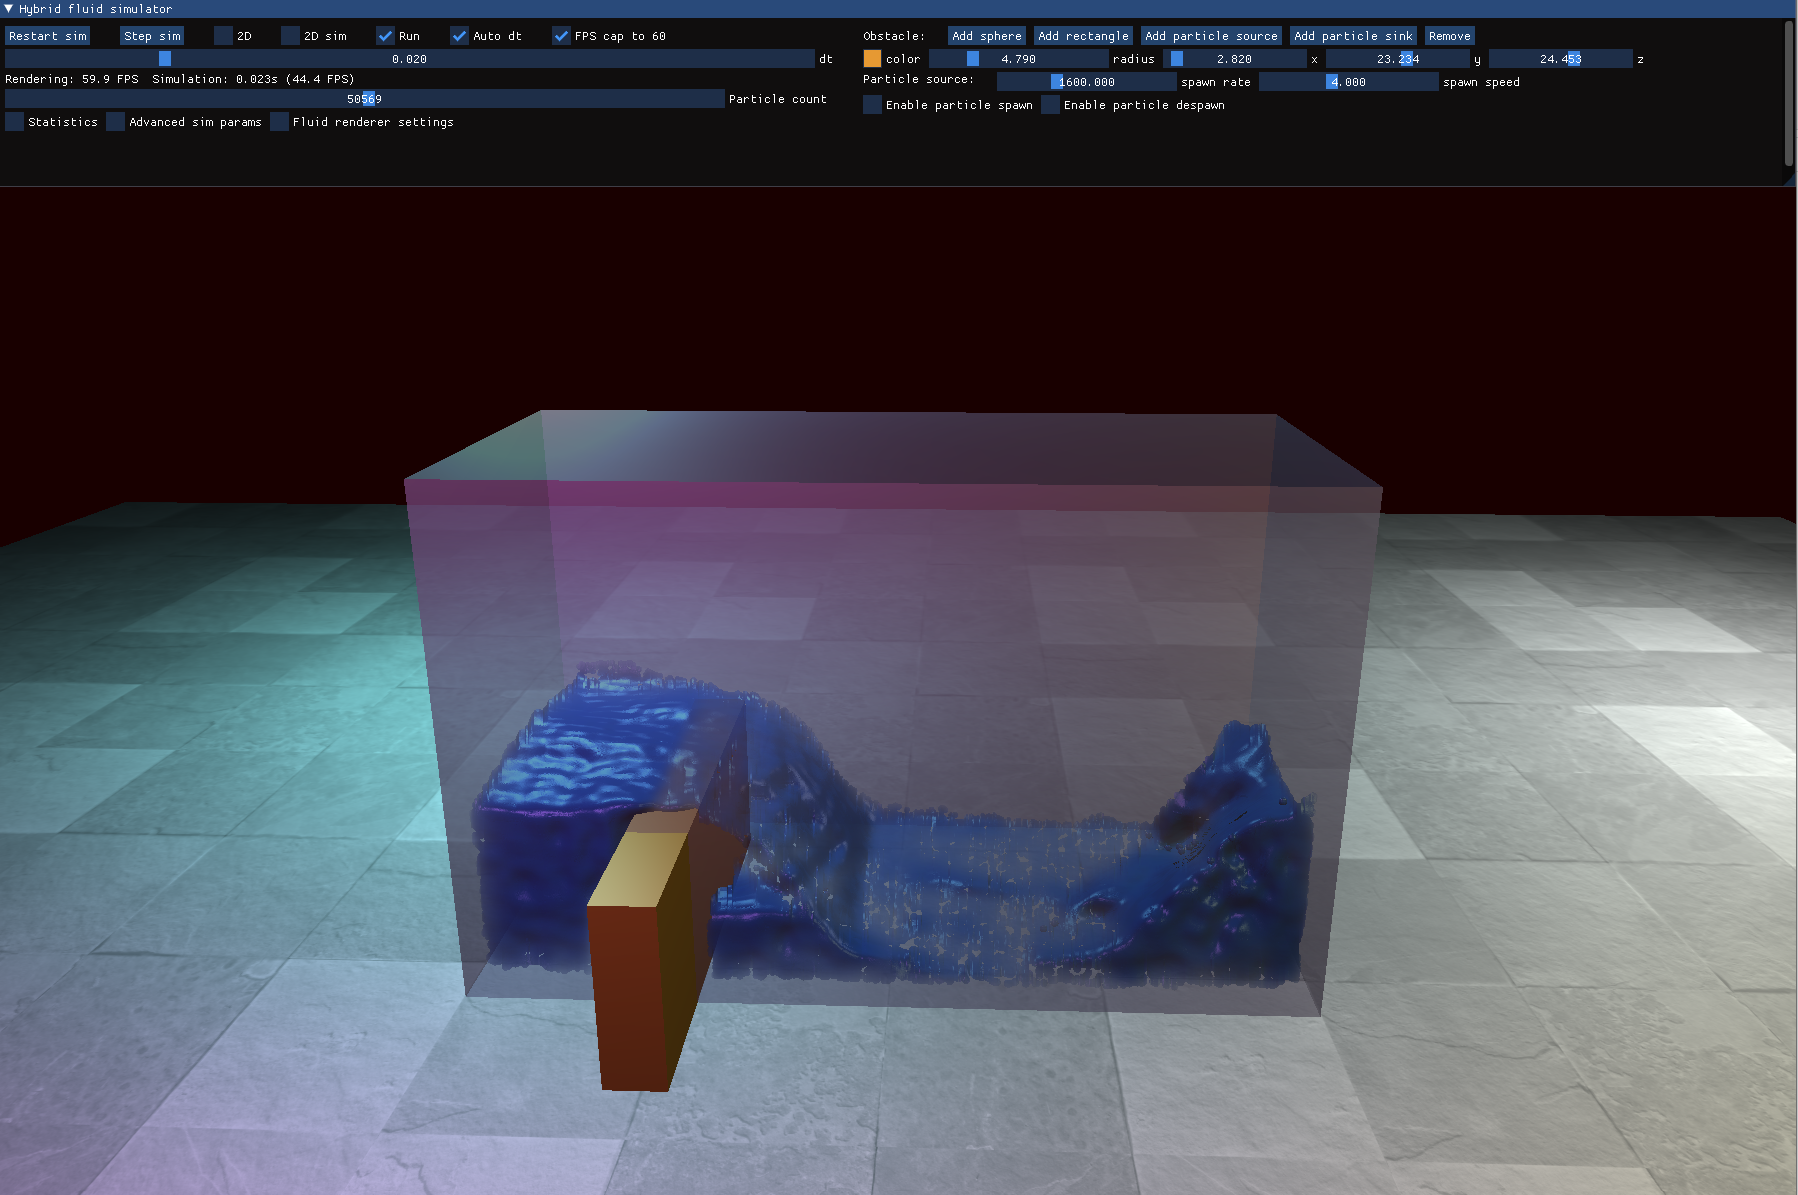 Hybrid fluid simulator
Restart sim Step sim 2D 2D sim Run Auto dt FPS cap to 60
0.020 dt
Rendering: 59.9 FPS Simulation: 0.023s (44.4 FPS)
50569 Particle count
Statistics Advanced sim params Fluid renderer settings
Obstacle: Add sphere Add rectangle Add particle source Add particle sink Remove
color 4.790 radius 2.820 x 23.234 y 24.453 z
Particle source: 1600.000 spawn rate 4.000 spawn speed
Enable particle spawn Enable particle despawn